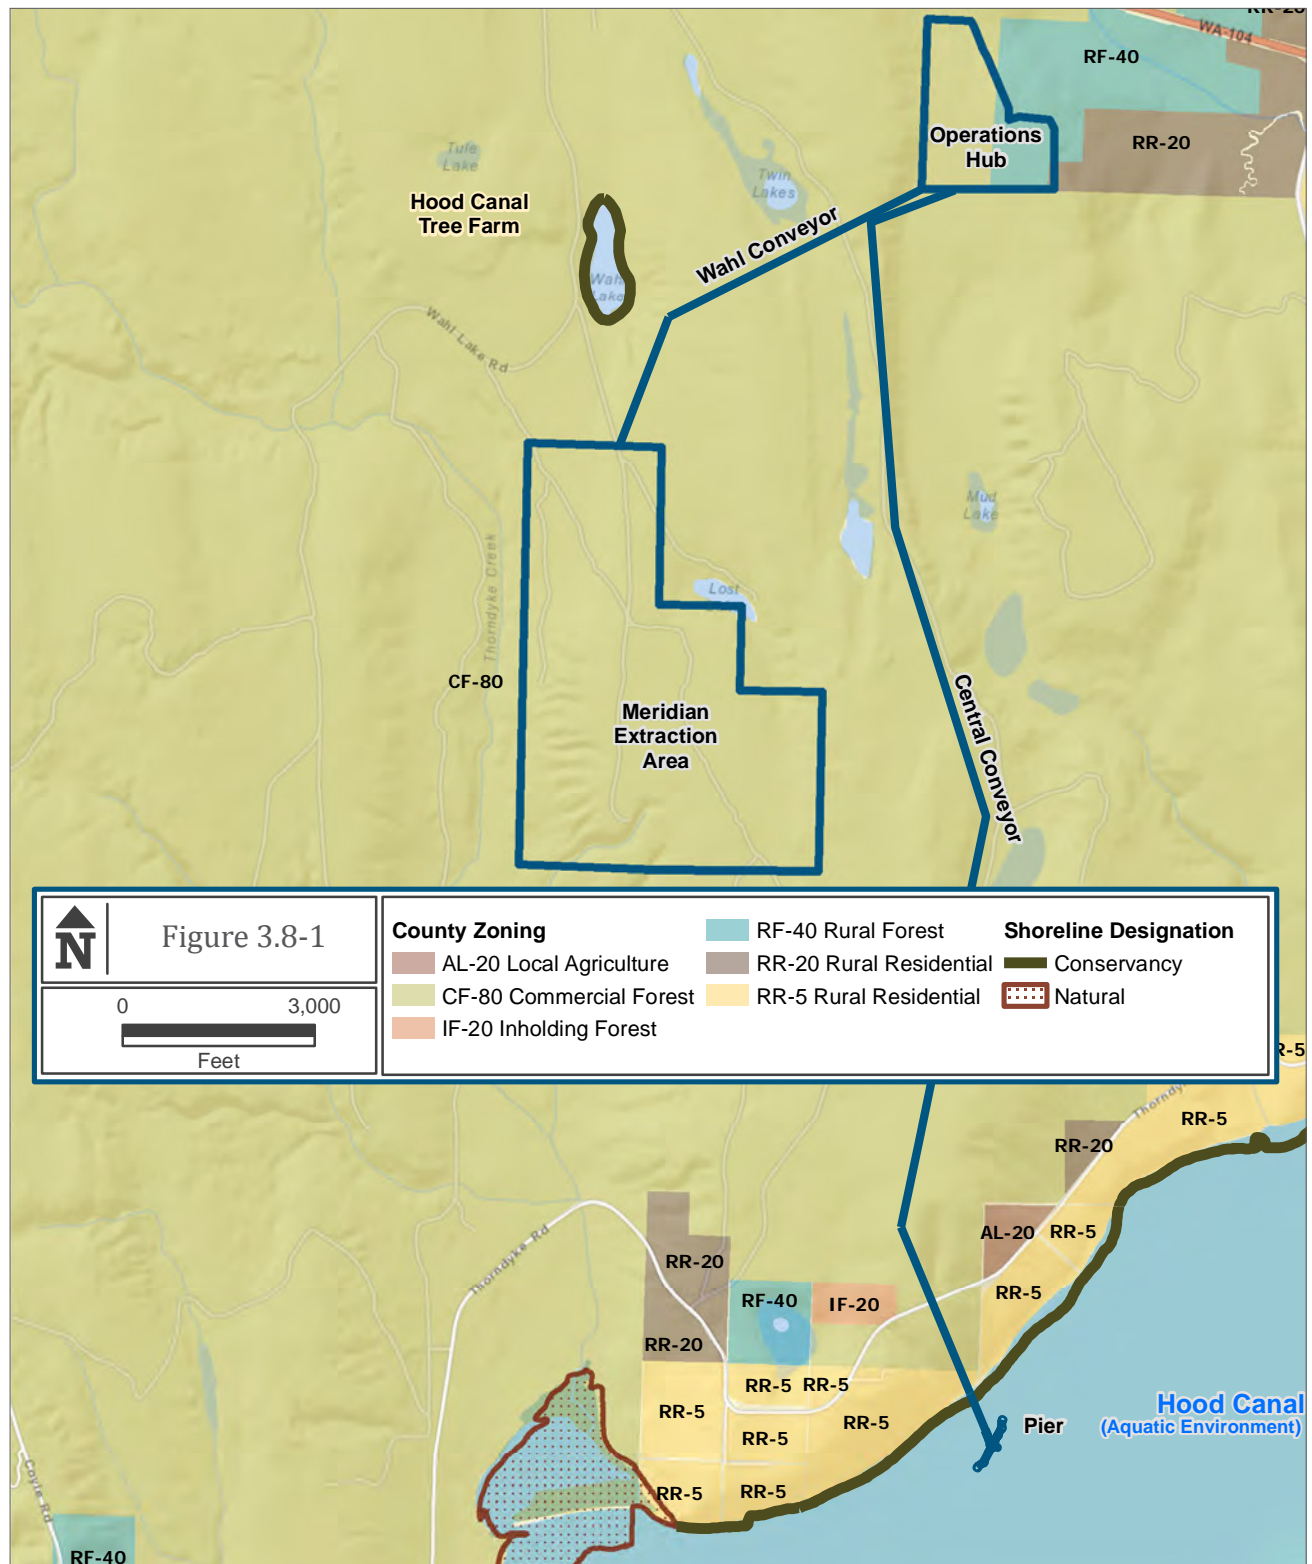 RR-20
WA-104
RF-40
Operations
Hub
RR-20
Tule
Lake
Twin
Lakes
Hood Canal
Tree Farm
Wahl Conveyor
Wahl
Lake
Wahl Lake Rd
Mud
Lake
Thorndyke Creek
Lost
CF-80
Meridian
Extraction
Area
Central Conveyor
N
Figure 3.8-1
0 3,000
Feet
County Zoning
AL-20 Local Agriculture
CF-80 Commercial Forest
IF-20 Inholding Forest
RF-40 Rural Forest
RR-20 Rural Residential
RR-5 Rural Residential
Shoreline Designation
Conservancy
Natural
R-5
Thorndy
RR-5
RR-20
AL-20 RR-5
Thorndyke Rd
RR-20
RF-40 IF-20
RR-5
RR-20
RR-5 RR-5
RR-5
RR-5
RR-5
Hood Canal
(Aquatic Environment)
Pier
RR-5
RR-5
Coyle Rd
RF-40